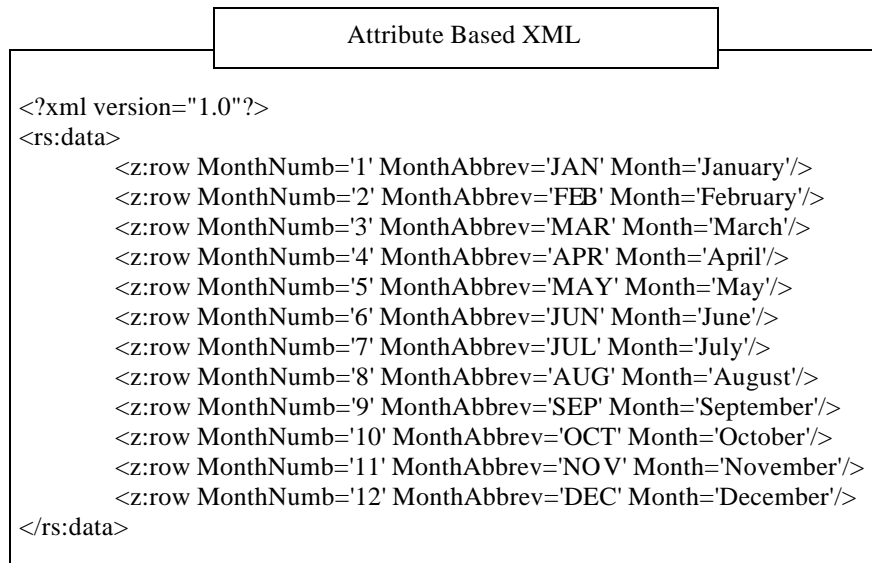 Attribute Based XML
<?xml version="1.0"?>
<rs:data>
<z:row MonthNumb='1' MonthAbbrev='JAN' Month='January'/>
<z:row MonthNumb='2' MonthAbbrev='FEB' Month='February'/>
<z:row MonthNumb='3' MonthAbbrev='MAR' Month='March'/>
<z:row MonthNumb='4' MonthAbbrev='APR' Month='April'/>
<z:row MonthNumb='5' MonthAbbrev='MAY' Month='May'/>
<z:row MonthNumb='6' MonthAbbrev='JUN' Month='June'/>
<z:row MonthNumb='7' MonthAbbrev='JUL' Month='July'/>
<z:row MonthNumb='8' MonthAbbrev='AUG' Month='August'/>
<z:row MonthNumb='9' MonthAbbrev='SEP' Month='September'/>
<z:row MonthNumb='10' MonthAbbrev='OCT' Month='October'/>
<z:row MonthNumb='11' MonthAbbrev='NOV' Month='November'/>
<z:row MonthNumb='12' MonthAbbrev='DEC' Month='December'/>
</rs:data>